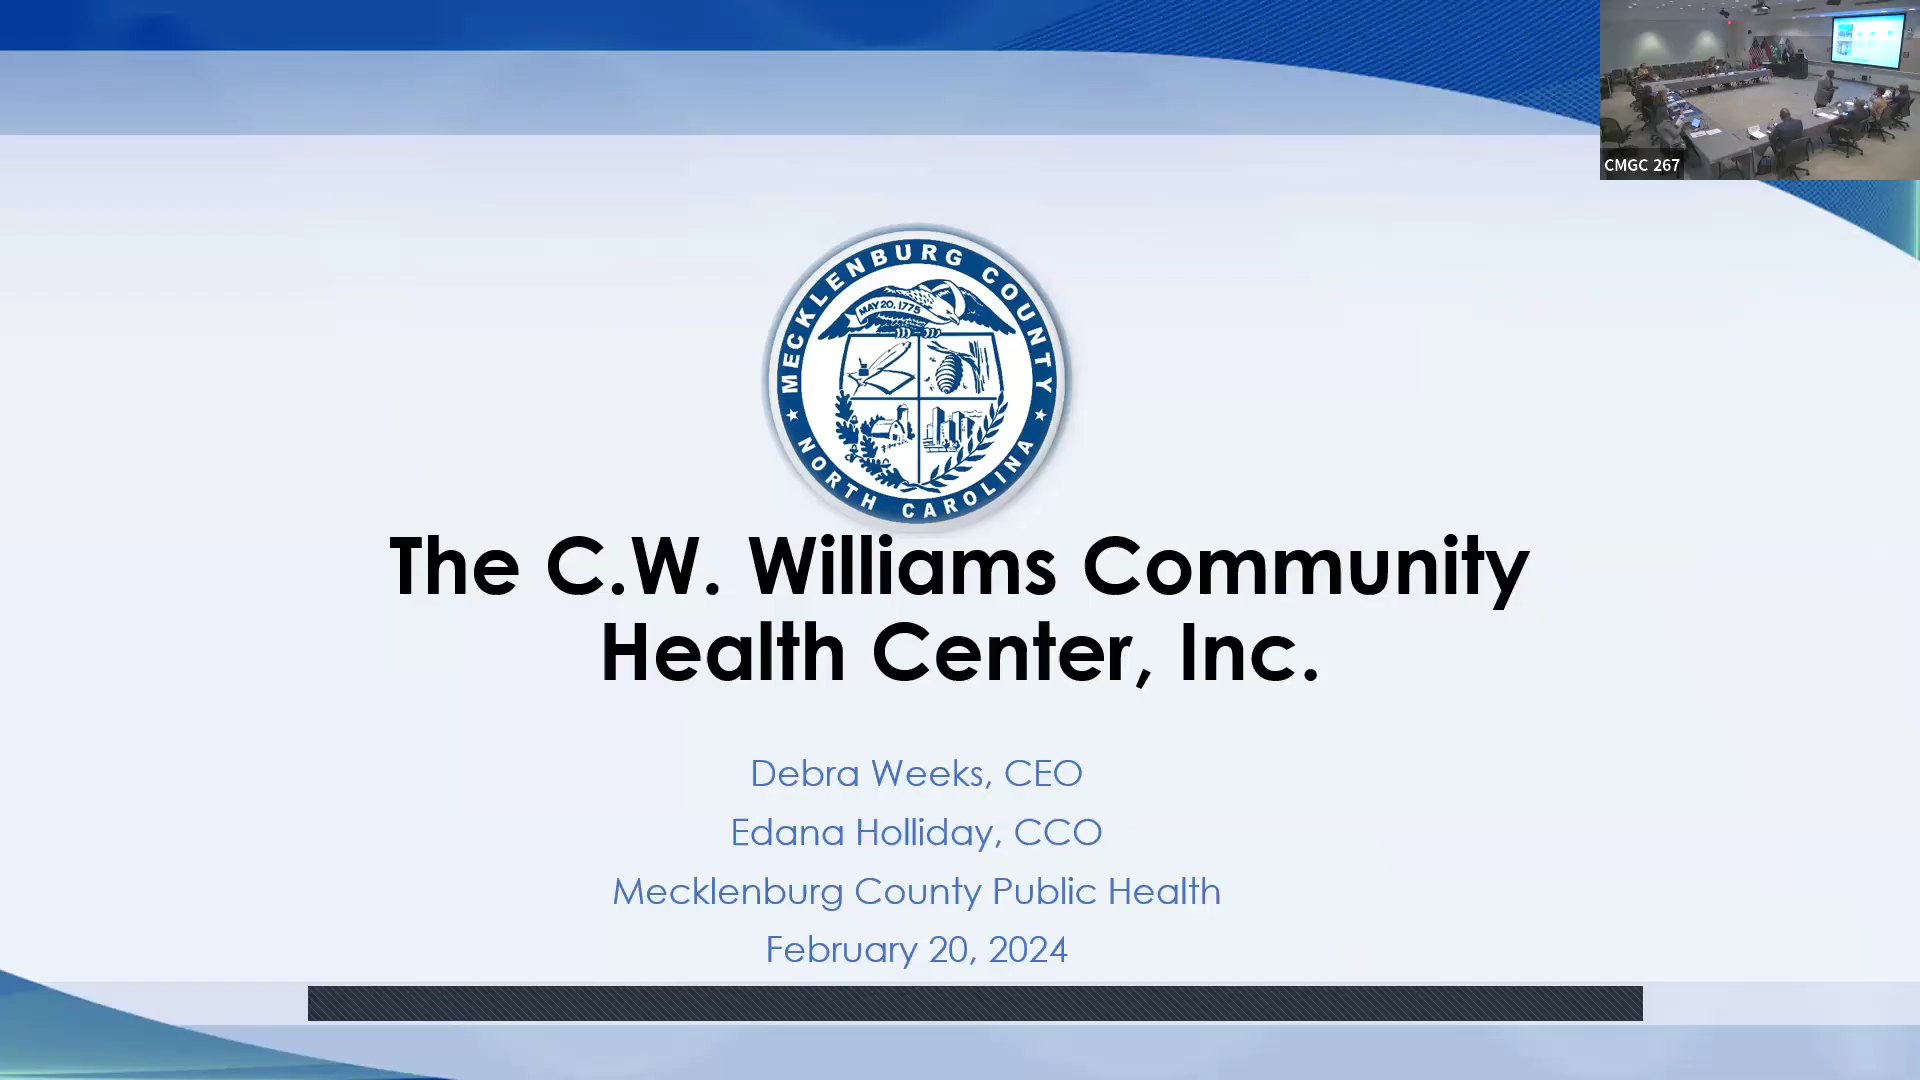 CMGC 267
MECKLENBURG COUNTY
MAY 20, 1775
NORTH CAROLINA
The C.W. Williams Community
Health Center, Inc.
Debra Weeks, CEO
Edana Holliday, CCO
Mecklenburg County Public Health
February 20, 2024